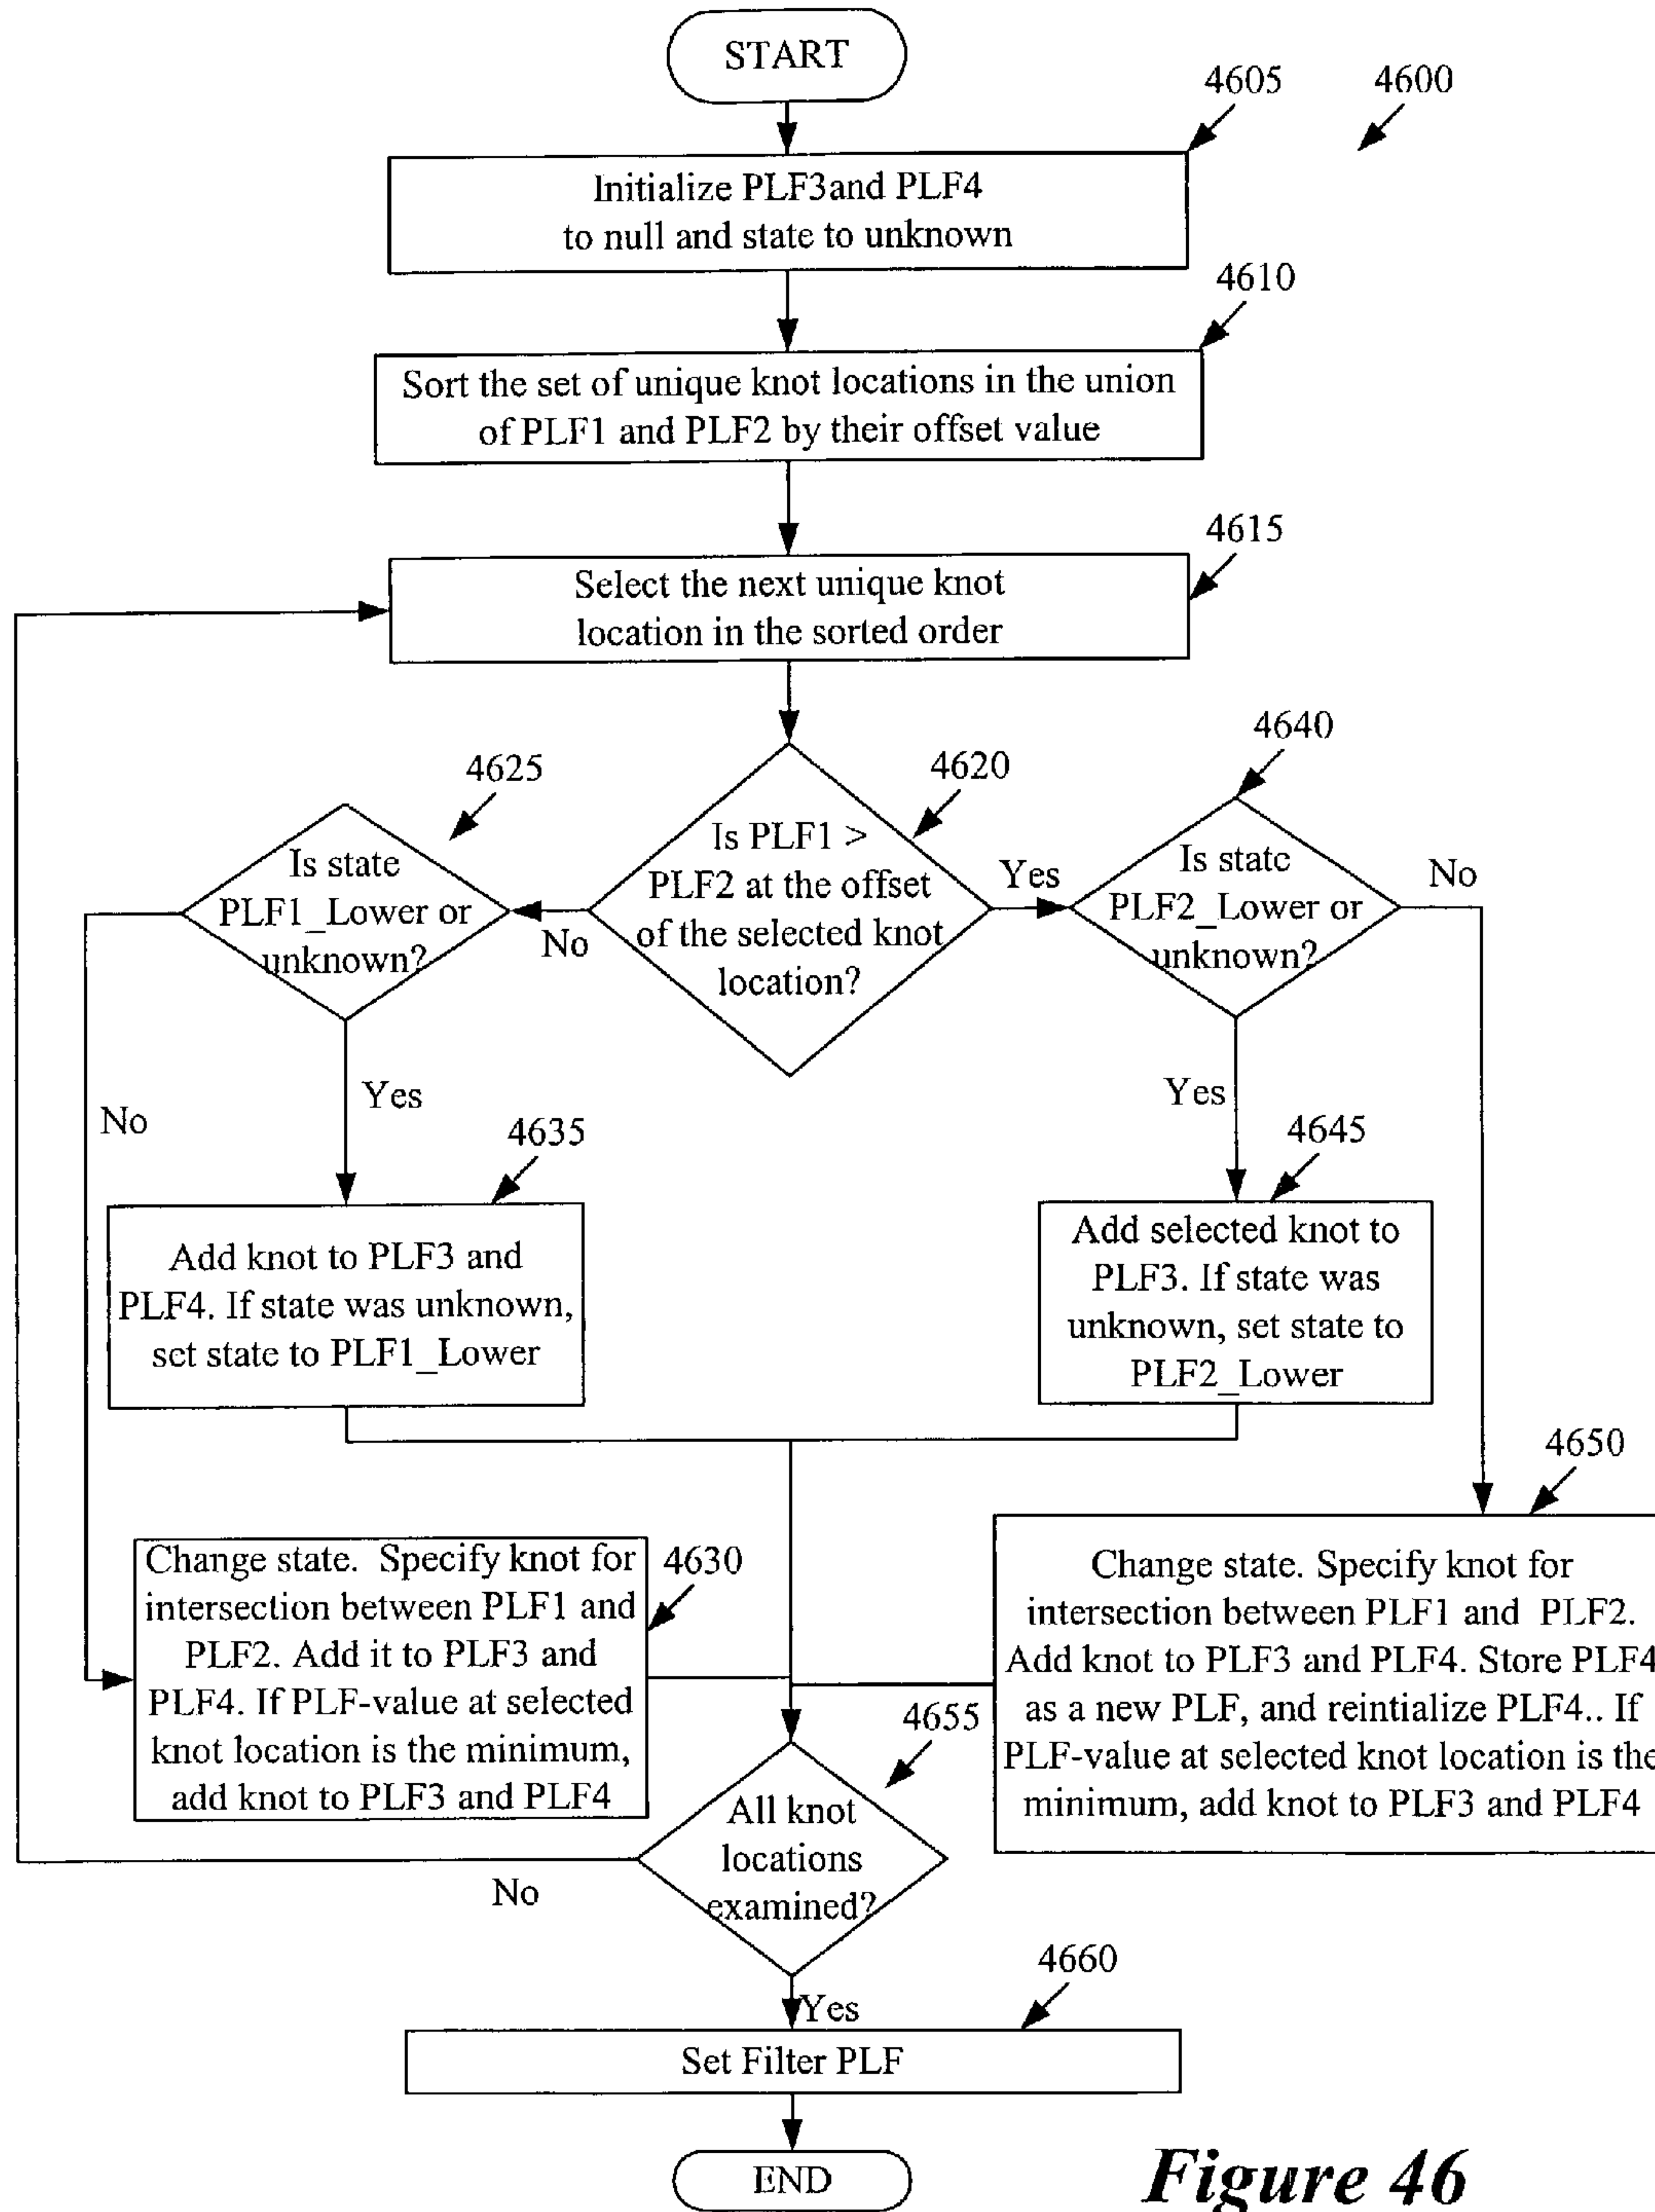 START
4605
4600
Initialize PLF3and PLF4
to null and state to unknown
4610
Sort the set of unique knot locations in the union
of PLF1 and PLF2 by their offset value
4615
Select the next unique knot
location in the sorted order
4640
4625
4620
Is state
PLF1_Lower or
unknown?
Is PLF1 >
PLF2 at the offset
of the selected knot
location?
Is state
PLF2_Lower or
unknown?
No
Yes
No
No
Yes
Yes
4635
4645
Add knot to PLF3 and
PLF4. If state was unknown,
set state to PLF1_Lower
Add selected knot to
PLF3. If state was
unknown, set state to
PLF2_Lower
4650
Change state. Specify knot for
intersection between PLF1 and
PLF2. Add it to PLF3 and
PLF4. If PLF-value at selected
knot location is the minimum,
add knot to PLF3 and PLF4
4630
Change state. Specify knot for
intersection between PLF1 and PLF2.
Add knot to PLF3 and PLF4. Store PLF4
as a new PLF, and reintialize PLF4.. If
PLF-value at selected knot location is the
minimum, add knot to PLF3 and PLF4
4655
All knot
locations
examined?
No
Yes
4660
Set Filter PLF
END
Figure 46